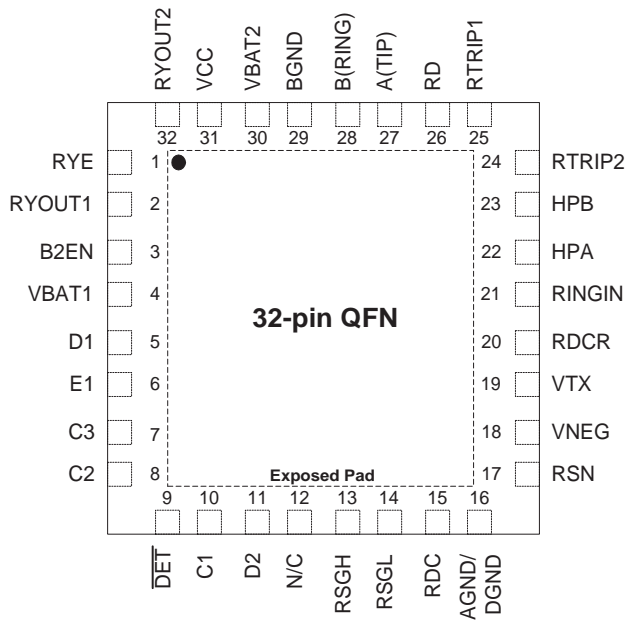 RYOUT2
VCC
VBAT2
BGND
B(RING)
A(TIP)
RD
RTRIP1
32 31 30 29 28 27 26 25
RYE 1 24 RTRIP2
RYOUT1 2 23 HPB
B2EN 3 22 HPA
VBAT1 4 21 RINGIN
32-pin QFN
D1 5 20 RDCR
E1 6 19 VTX
C3 7 18 VNEG
C2 8 17 RSN
Exposed Pad
9 10 11 12 13 14 15 16
DET
C1
D2
N/C
RSGH
RSGL
RDC
AGND/
DGND